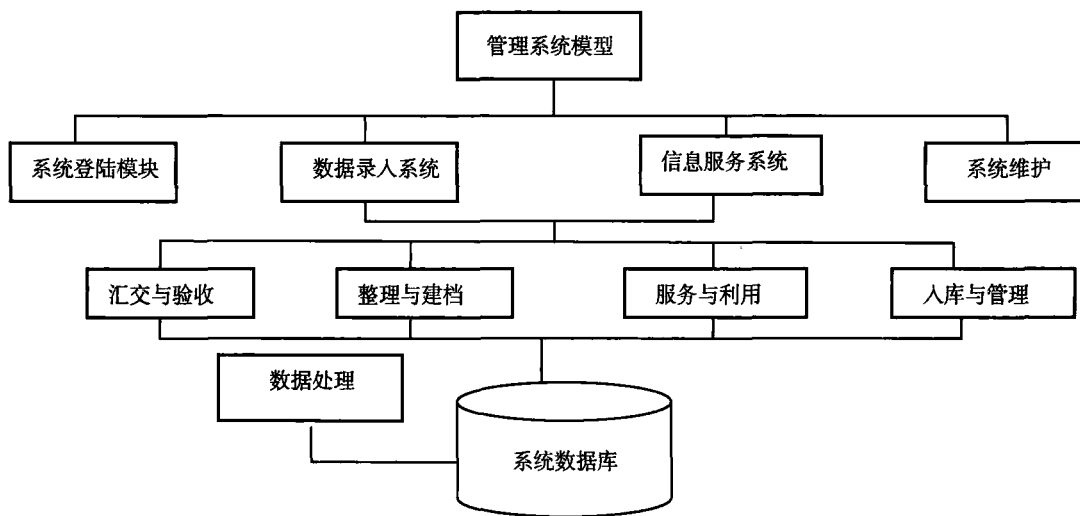 管理系统模型
系统登陆模块
数据录入系统
信息服务系统
系统维护
汇交与验收
整理与建档
服务与利用
入库与管理
数据处理
系统数据库